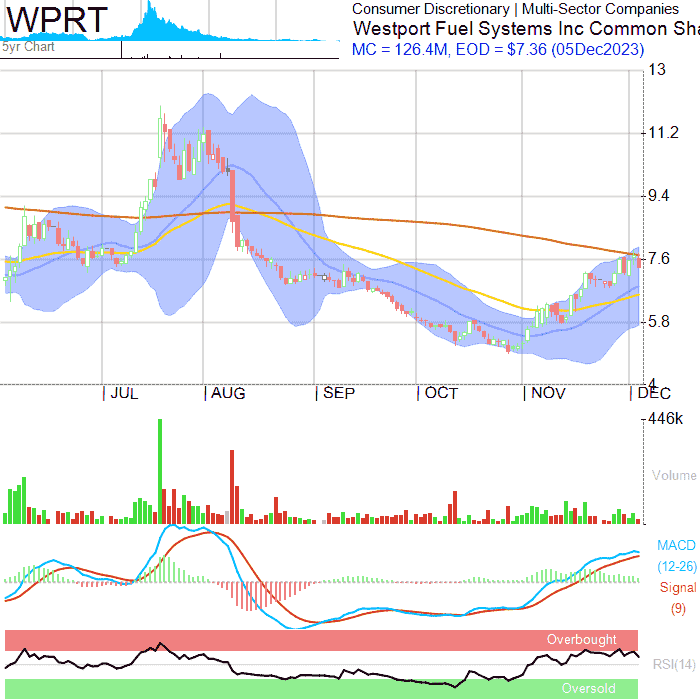 WPRT
5yr Chart
Consumer Discretionary | Multi-Sector Companies
Westport Fuel Systems Inc Common Sha
MC = 126.4M, EOD = $7.36 (05Dec2023)
13
11.2
9.4
7.6
5.8
4
JUL AUG SEP OCT NOV DEC
446k
Volume
MACD
(12-26)
Signal
(9)
Overbought
RSI(14)
Oversold